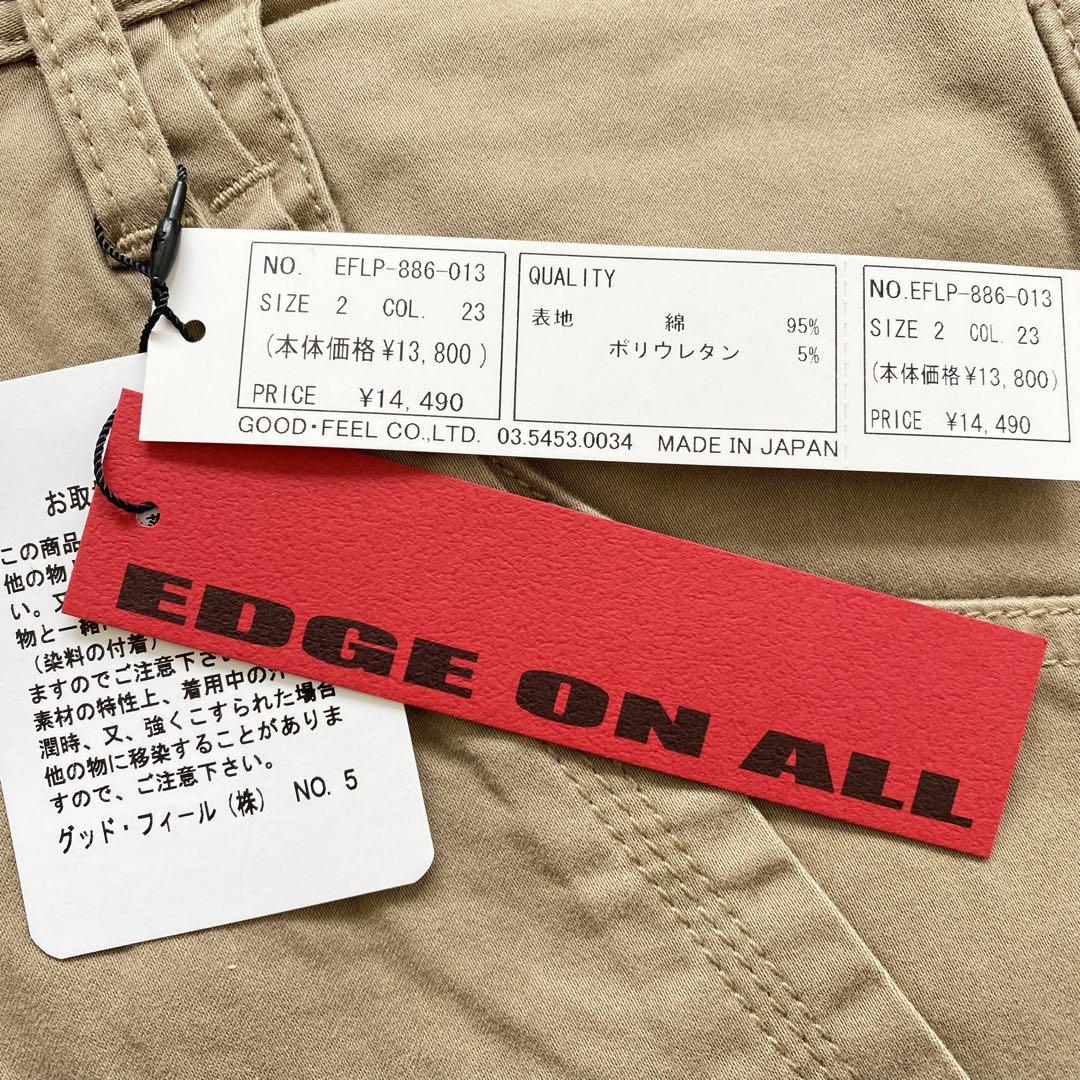 NO. EFLP-886-013
SIZE 2 COL. 23
(本体価格¥13,800)
PRICE ¥14,490
QUALITY
表地 綿 95%
ポリウレタン 5%
GOOD・FEEL CO.,LTD. 03.5453.0034 MADE IN JAPAN
NO.EFLP-886-013
SIZE 2 COL. 23
(本体価格¥13,800)
PRICE ¥14,490
EDGE ON ALL
お取
この商品
他の物
い。又
物と一緒
(染料の付着)
ますのでご注意下さい
素材の特性上、着用中の汗
潤時、又、強くこすられた場合
他の物に移染することがありま
すので、ご注意下さい。
グッド・フィール(株) NO.5